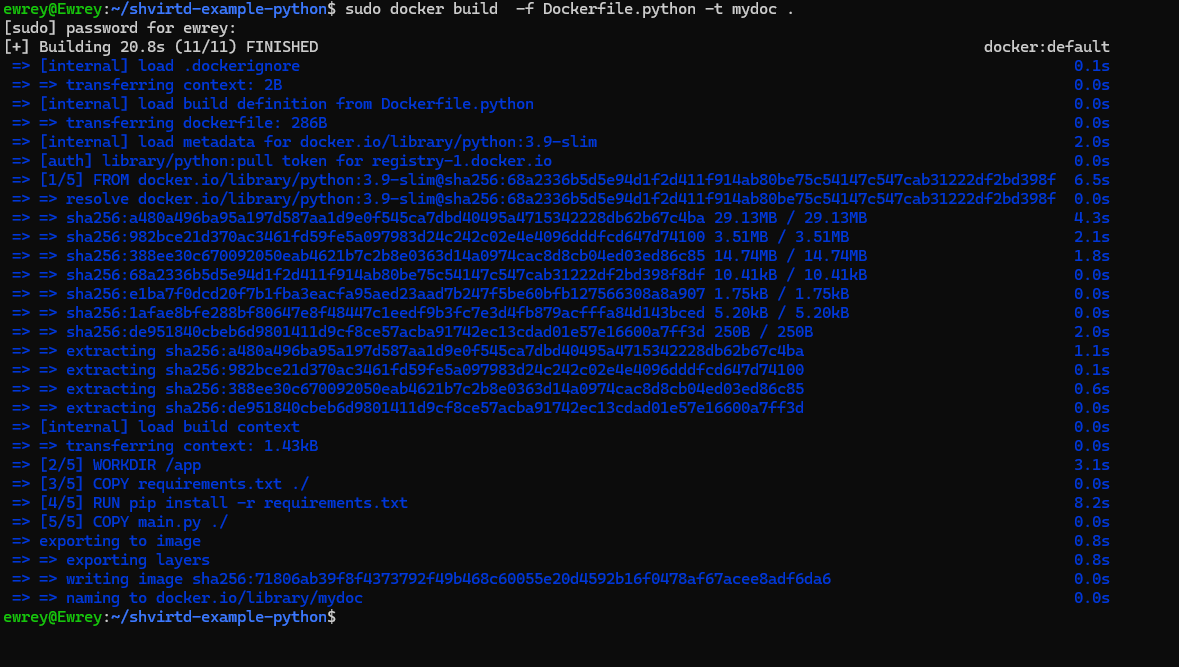 ewrey@Ewrey:~/shvirtd-example-python$ sudo docker build  -f Dockerfile.python -t mydoc .
[sudo] password for ewrey:
[+] Building 20.8s (11/11) FINISHED docker:default
=> [internal] load .dockerignore 0.1s
=> => transferring context: 2B 0.0s
=> [internal] load build definition from Dockerfile.python 0.0s
=> => transferring dockerfile: 286B 0.0s
=> [internal] load metadata for docker.io/library/python:3.9-slim 2.0s
=> [auth] library/python:pull token for registry-1.docker.io 0.0s
=> [1/5] FROM docker.io/library/python:3.9-slim@sha256:68a2336b5d5e94d1f2d411f914ab80be75c54147c547cab31222df2bd398f 6.5s
=> => resolve docker.io/library/python:3.9-slim@sha256:68a2336b5d5e94d1f2d411f914ab80be75c54147c547cab31222df2bd398f 0.0s
=> => sha256:a480a496ba95a197d587aa1d9e0f545ca7dbd40495a4715342228db62b67c4ba 29.13MB / 29.13MB 4.3s
=> => sha256:982bce21d370ac3461fd59fe5a097983d24c242c02e4e4096dddfcd647d74100 3.51MB / 3.51MB 2.1s
=> => sha256:388ee30c670092050eab4621b7c2b8e0363d14a0974cac8d8cb04ed03ed86c85 14.74MB / 14.74MB 1.8s
=> => sha256:68a2336b5d5e94d1f2d411f914ab80be75c54147c547cab31222df2bd398f8df 10.41kB / 10.41kB 0.0s
=> => sha256:e1ba7f0dcd20f7b1fba3eacfa95aed23aad7b247f5be60bfb127566308a8a907 1.75kB / 1.75kB 0.0s
=> => sha256:1afae8bfe288bf80647e8f48447c1eedf9b3fc7e3d4fb879acfffa84d143bced 5.20kB / 5.20kB 0.0s
=> => sha256:de951840cbeb6d9801411d9cf8ce57acba91742ec13cdad01e57e16600a7ff3d 250B / 250B 2.0s
=> => extracting sha256:a480a496ba95a197d587aa1d9e0f545ca7dbd40495a4715342228db62b67c4ba 1.1s
=> => extracting sha256:982bce21d370ac3461fd59fe5a097983d24c242c02e4e4096dddfcd647d74100 0.1s
=> => extracting sha256:388ee30c670092050eab4621b7c2b8e0363d14a0974cac8d8cb04ed03ed86c85 0.6s
=> => extracting sha256:de951840cbeb6d9801411d9cf8ce57acba91742ec13cdad01e57e16600a7ff3d 0.0s
=> [internal] load build context 0.0s
=> => transferring context: 1.43kB 0.0s
=> [2/5] WORKDIR /app 3.1s
=> [3/5] COPY requirements.txt ./ 0.0s
=> [4/5] RUN pip install -r requirements.txt 8.2s
=> [5/5] COPY main.py ./ 0.0s
=> exporting to image 0.8s
=> => exporting layers 0.8s
=> => writing image sha256:71806ab39f8f4373792f49b468c60055e20d4592b16f0478af67acee8adf6da6 0.0s
=> => naming to docker.io/library/mydoc 0.0s
ewrey@Ewrey:~/shvirtd-example-python$